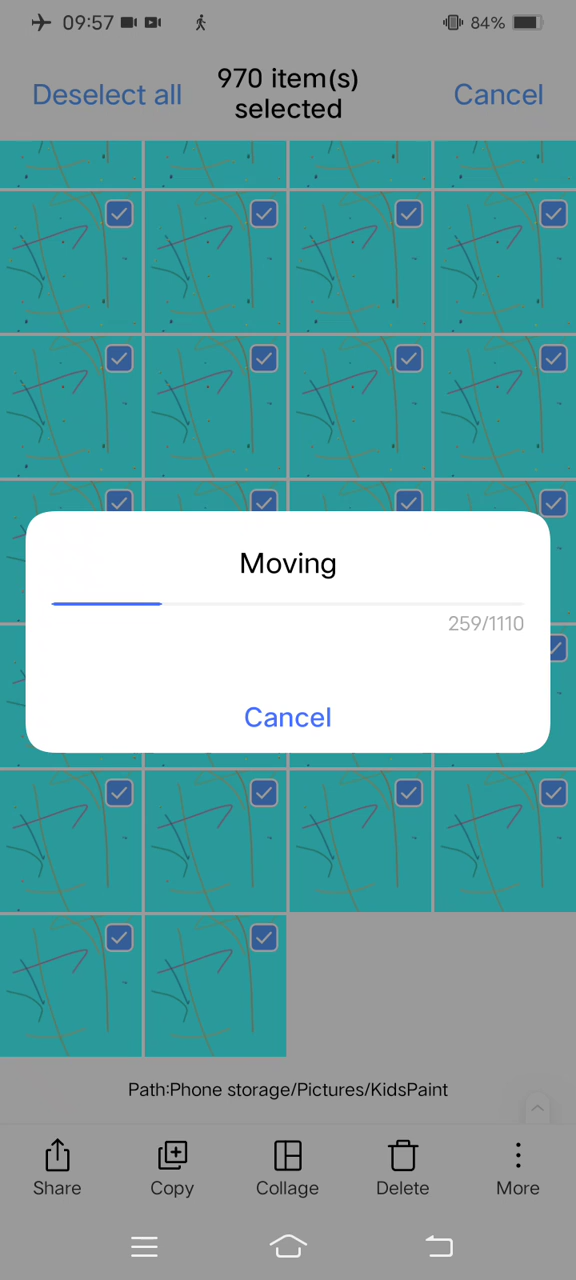 09:57
84%
Deselect all
970 item(s)
selected
Cancel
Moving
259/1110
Cancel
Path:Phone storage/Pictures/KidsPaint
Share
Copy
Collage
Delete
More